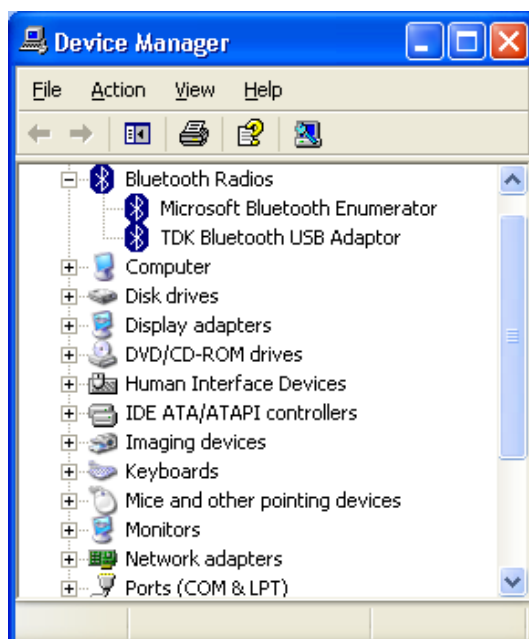 Device Manager
File Action View Help
Bluetooth Radios
Microsoft Bluetooth Enumerator
TDK Bluetooth USB Adaptor
Computer
Disk drives
Display adapters
DVD/CD-ROM drives
Human Interface Devices
IDE ATA/ATAPI controllers
Imaging devices
Keyboards
Mice and other pointing devices
Monitors
Network adapters
Ports (COM & LPT)